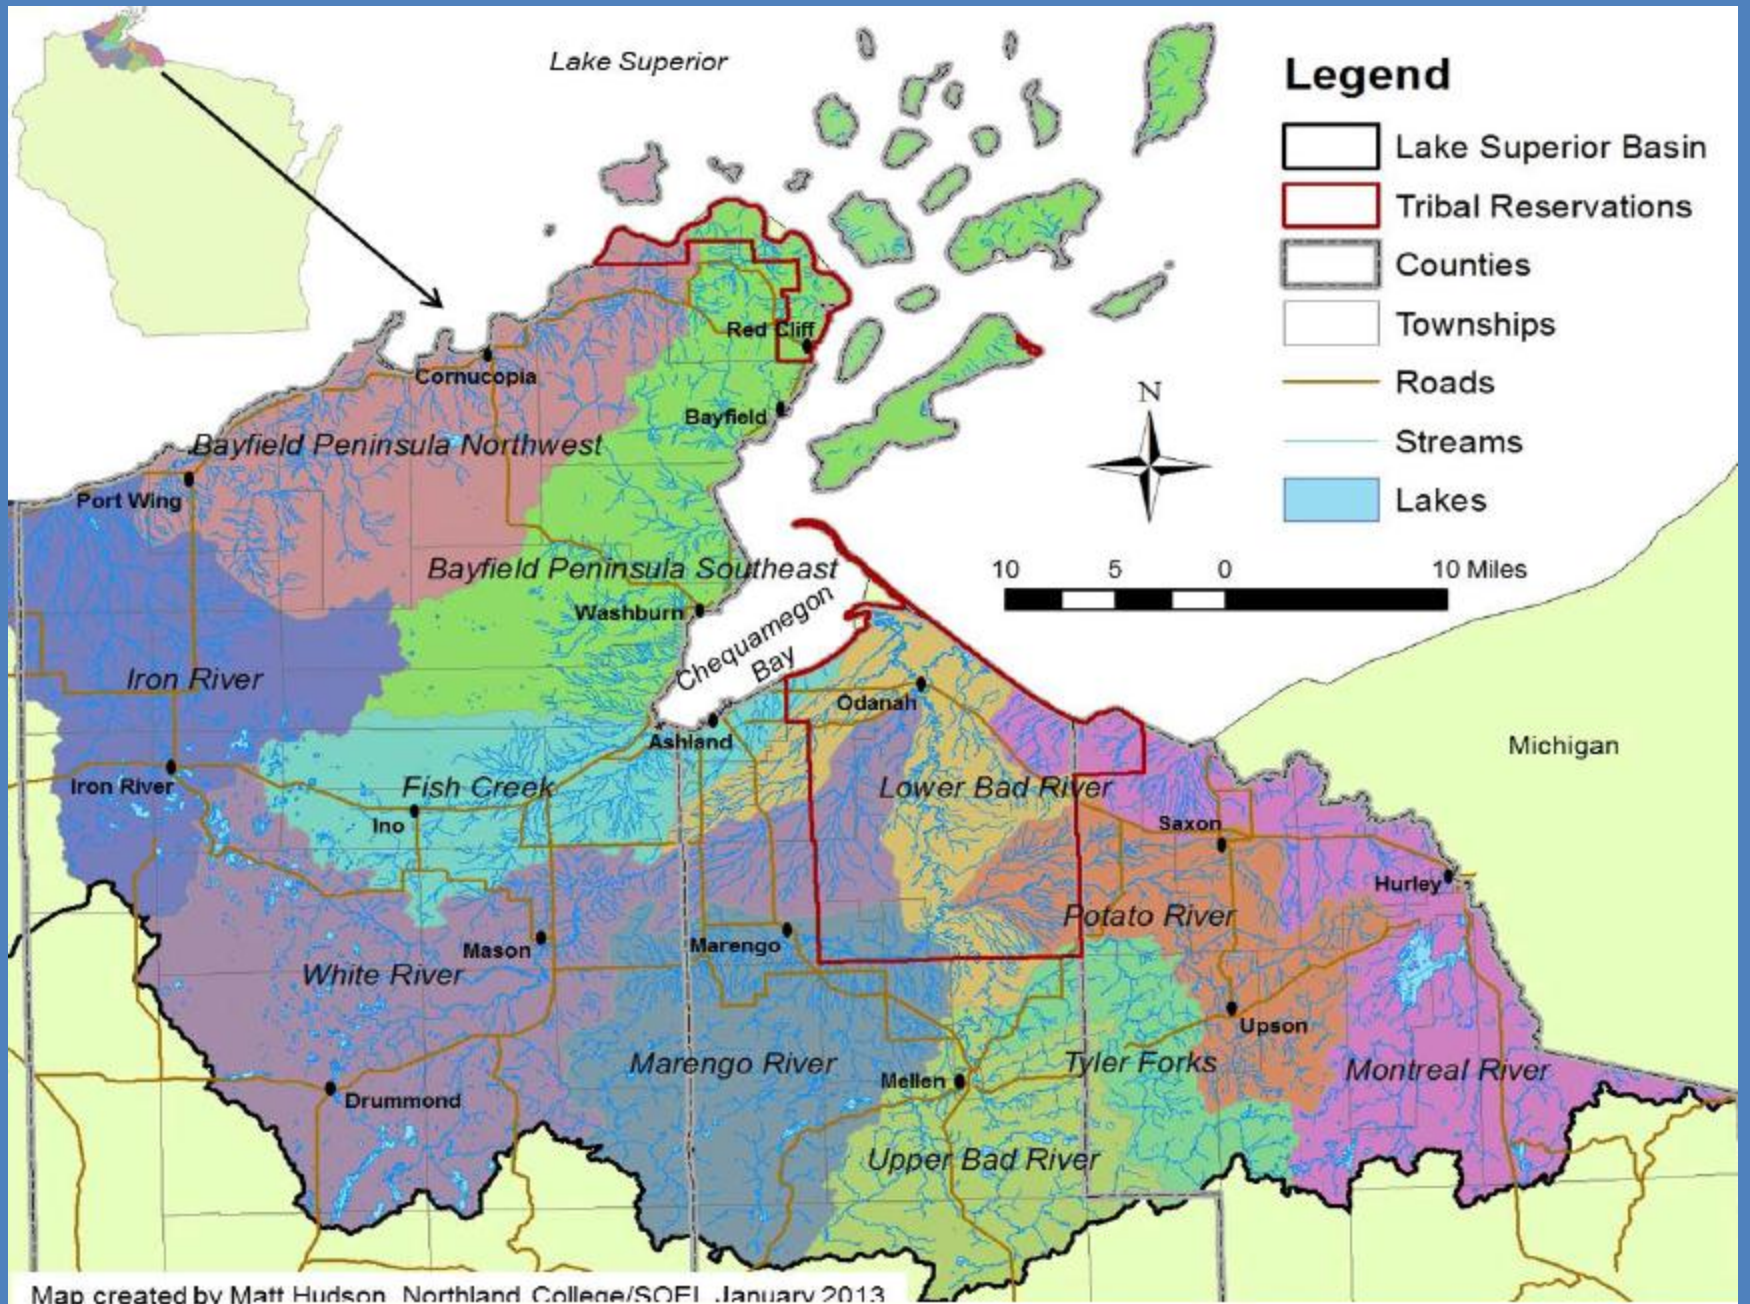 Lake Superior
Legend
Lake Superior Basin
Tribal Reservations
Counties
Townships
Roads
Streams
Lakes
N
10 5 0 10 Miles
Red Cliff
Cornucopia
Bayfield
Bayfield Peninsula Northwest
Port Wing
Bayfield Peninsula Southeast
Washburn
Chequamegon
Bay
Iron River
Odanah
Ashland
Michigan
Iron River
Fish Creek
Lower Bad River
Ino
Saxon
Hurley
Potato River
Mason
Marengo
White River
Upson
Marengo River
Tyler Forks
Montreal River
Mellen
Drummond
Upper Bad River
Map created by Matt Hudson, Northland College/SOEI, January 2013